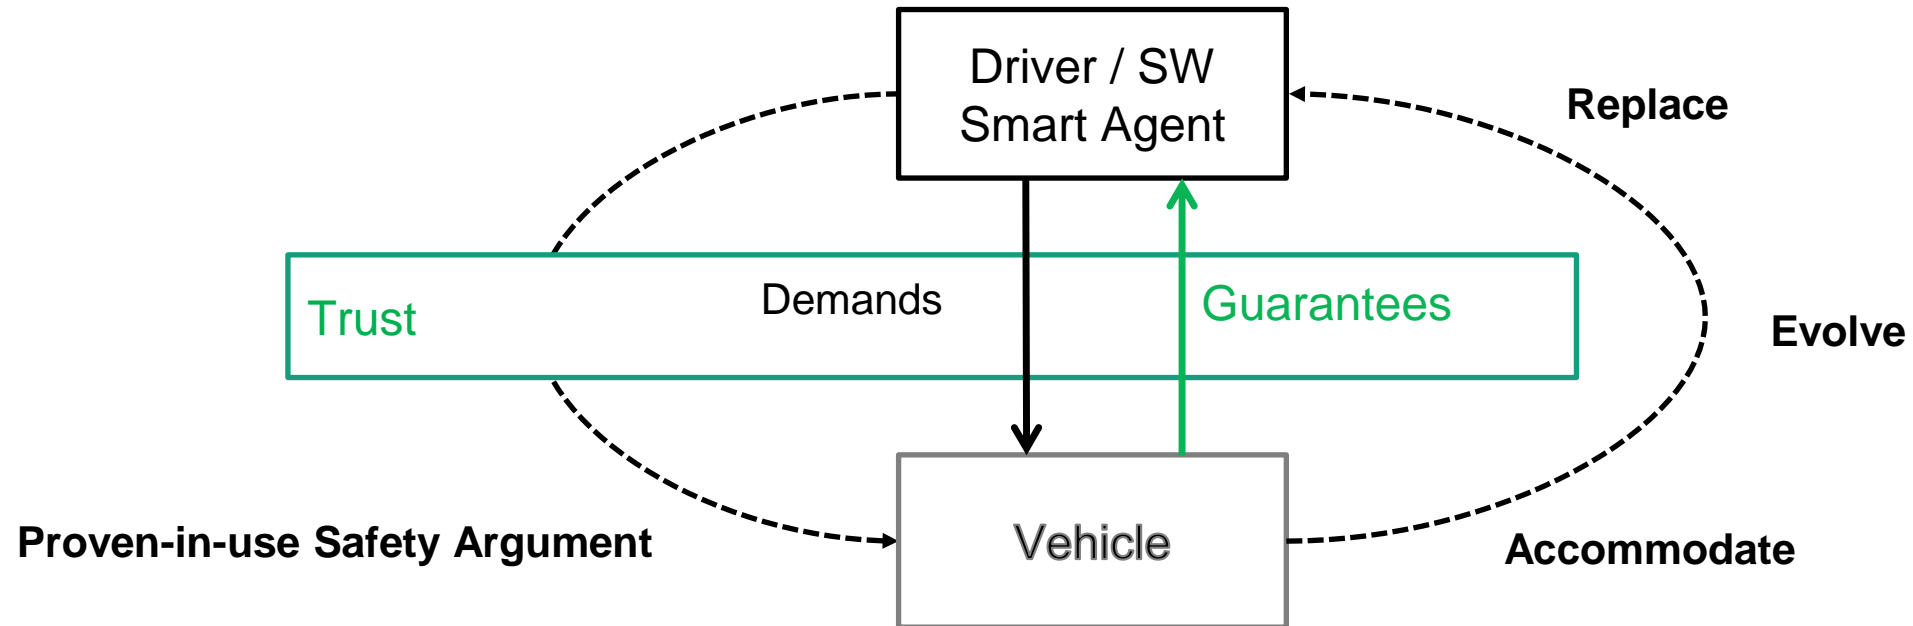 Driver / SW
Smart Agent
Replace
Trust
Demands
Guarantees
Evolve
Proven-in-use Safety Argument
Vehicle
Accommodate